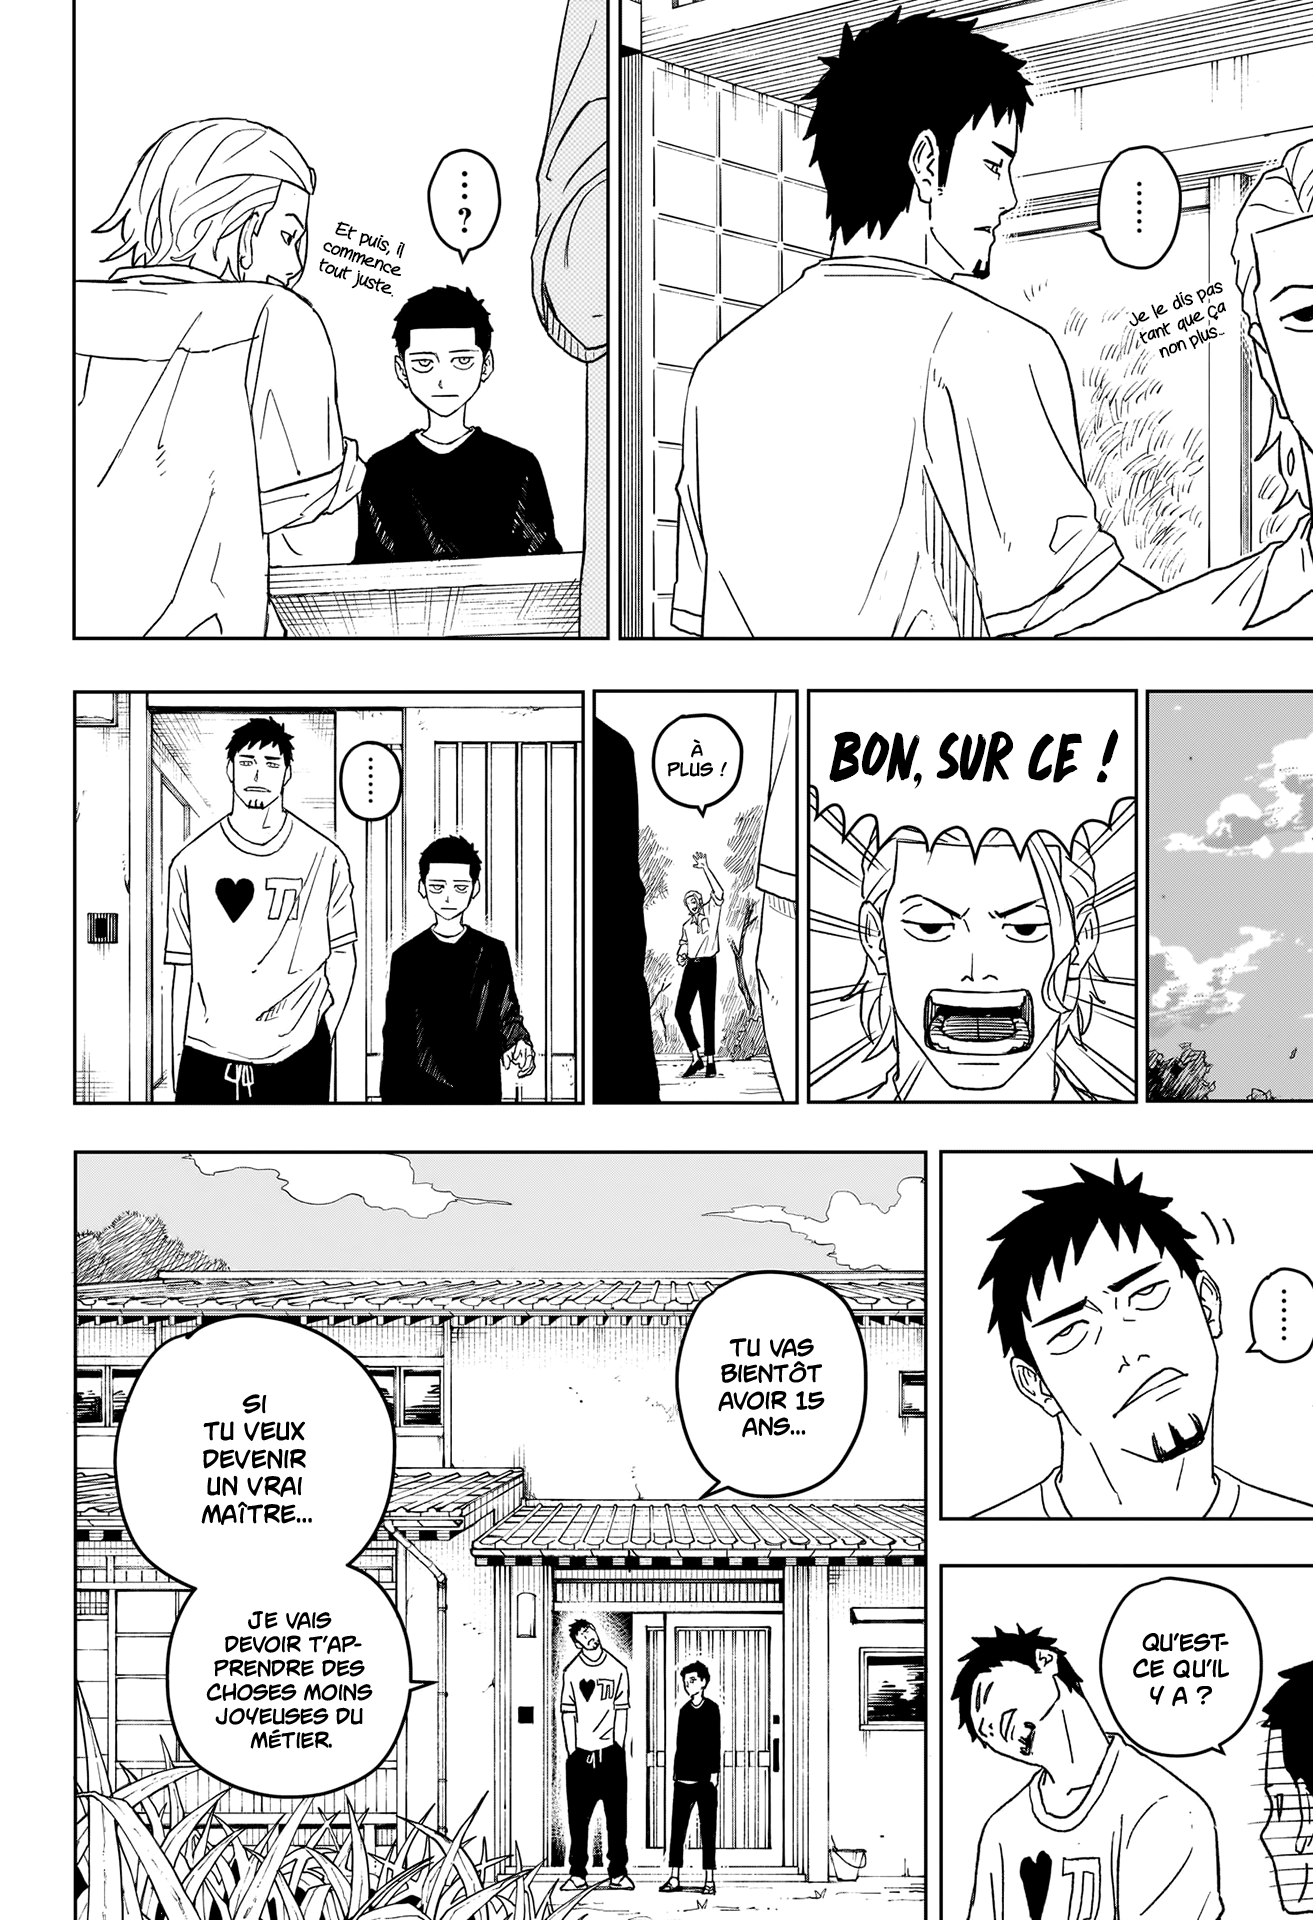 ......
Je le dis pas
tant que ça
non plus...
......?
Et puis, il
commence
tout juste.
BON, SUR CE !
À
PLUS !
......
......
QU'EST-
CE QU'IL
Y A ?
TU VAS
BIENTÔT
AVOIR 15
ANS...
SI
TU VEUX
DEVENIR
UN VRAI
MAÎTRE...
JE VAIS
DEVOIR T'AP-
PRENDRE DES
CHOSES MOINS
JOYEUSES DU
MÉTIER.